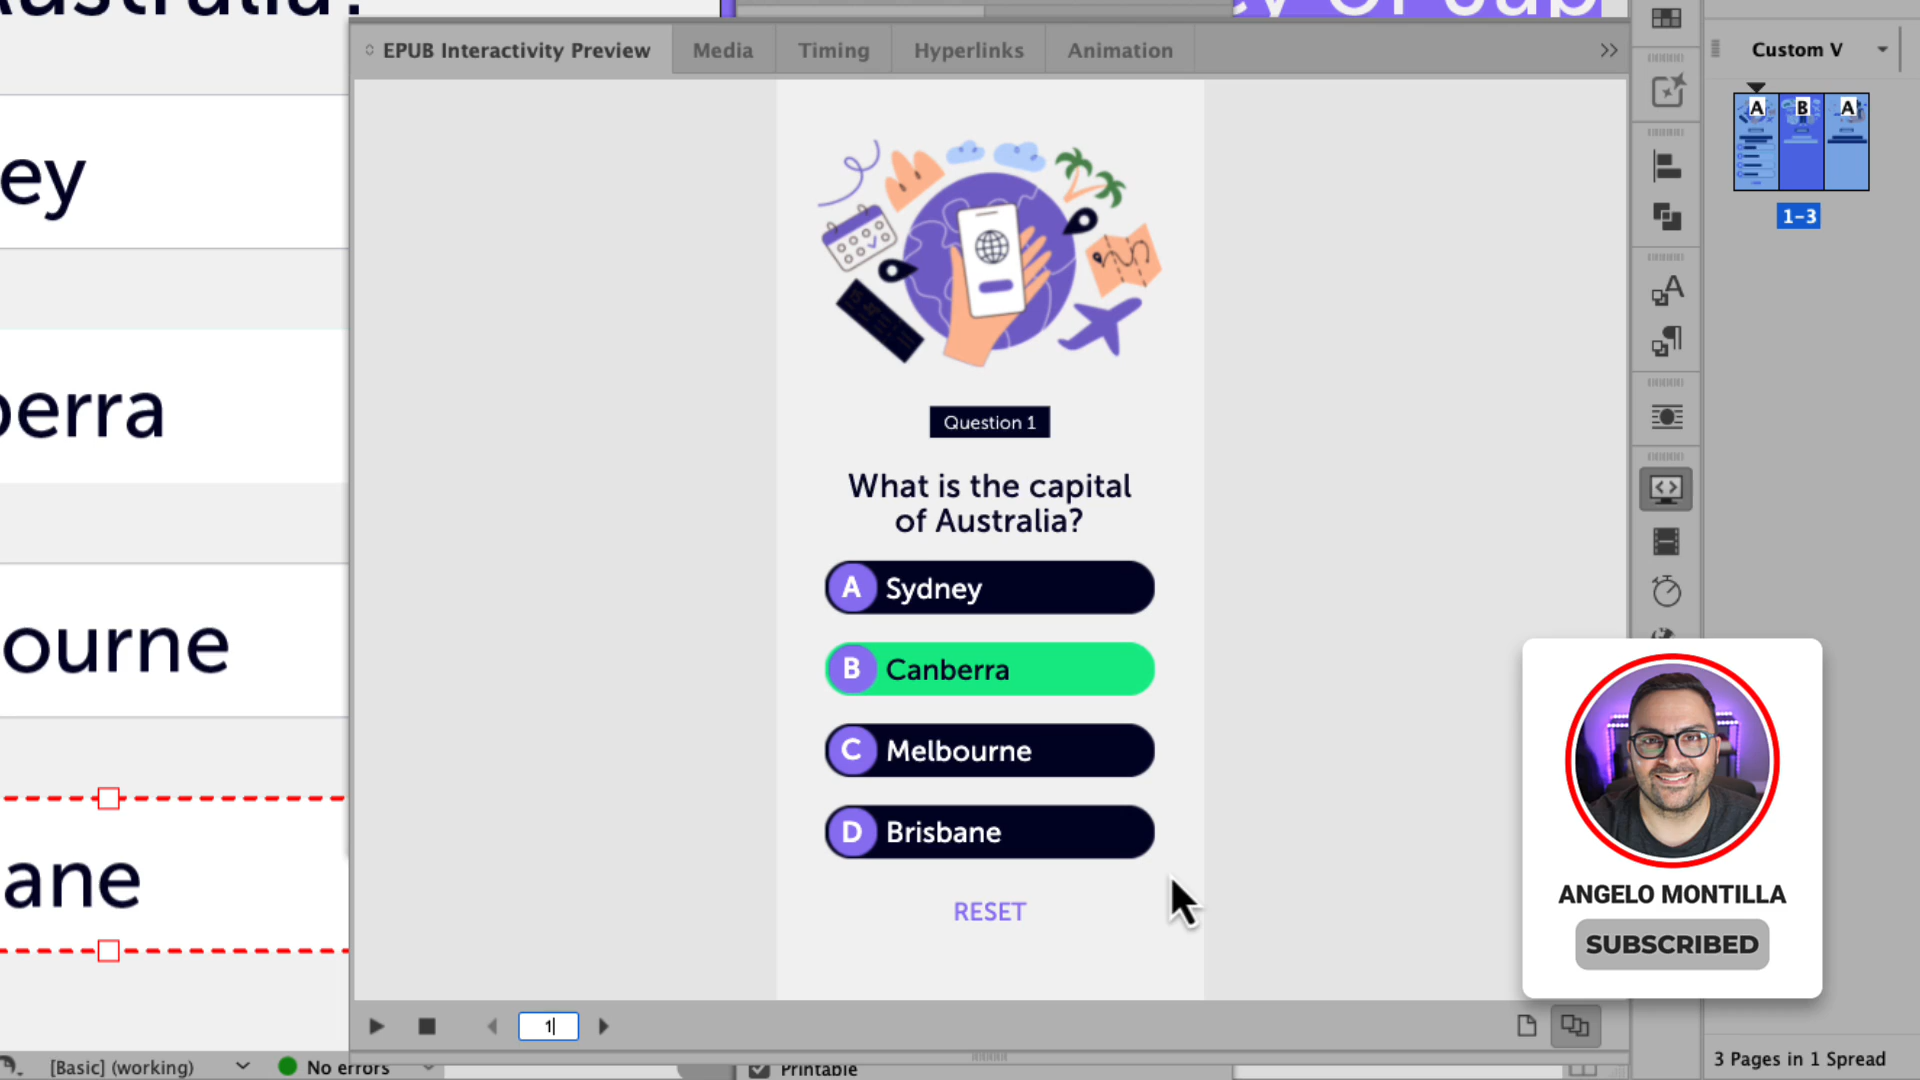 EPUB Interactivity Preview
Media
Timing
Hyperlinks
Animation
Custom V
A B A
1-3
ey
berra
ourne
ane
Question 1
What is the capital
of Australia?
A Sydney
B Canberra
C Melbourne
D Brisbane
RESET
ANGELO MONTILLA
SUBSCRIBED
1
[Basic] (working)
No errors
Printable
3 Pages in 1 Spread